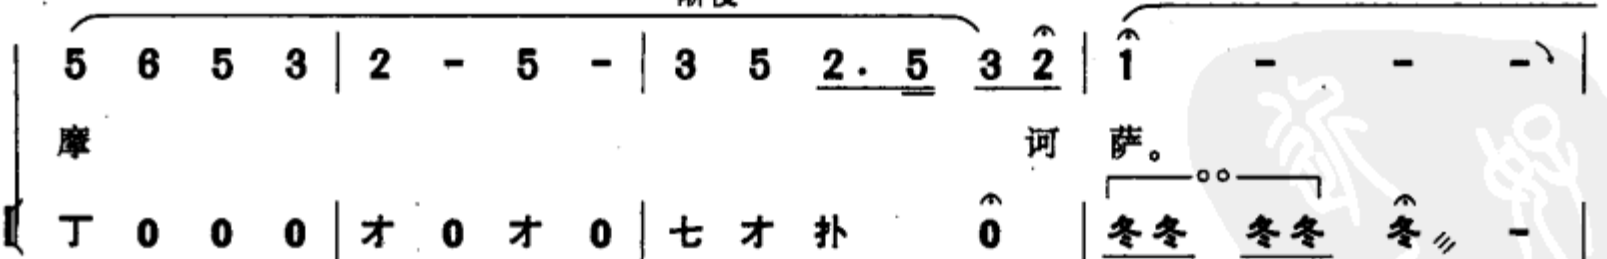 5 6 5 3 | 2 - 5 - | 3 5 2. 5 3 2 | 1 - - - |
摩 诃 萨。
丁 0 0 0 | 才 0 才 0 | 七 才 扑 0 | 冬冬 冬冬 冬 - |